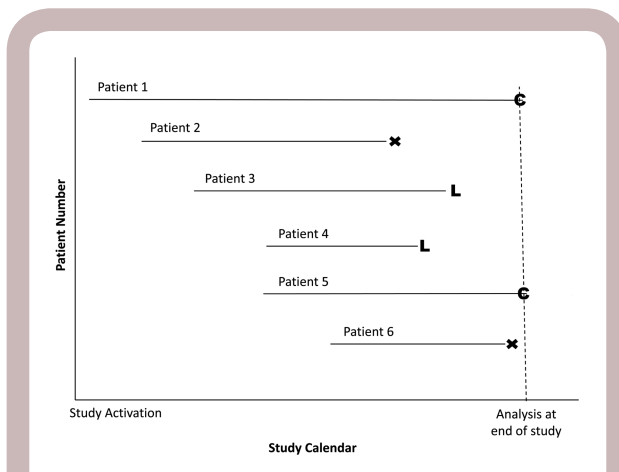 Patient 1
C
Patient 2
Patient 3
L
Patient 4
L
Patient 5
C
Patient 6
Patient Number
Study Activation
Analysis at
end of study
Study Calendar